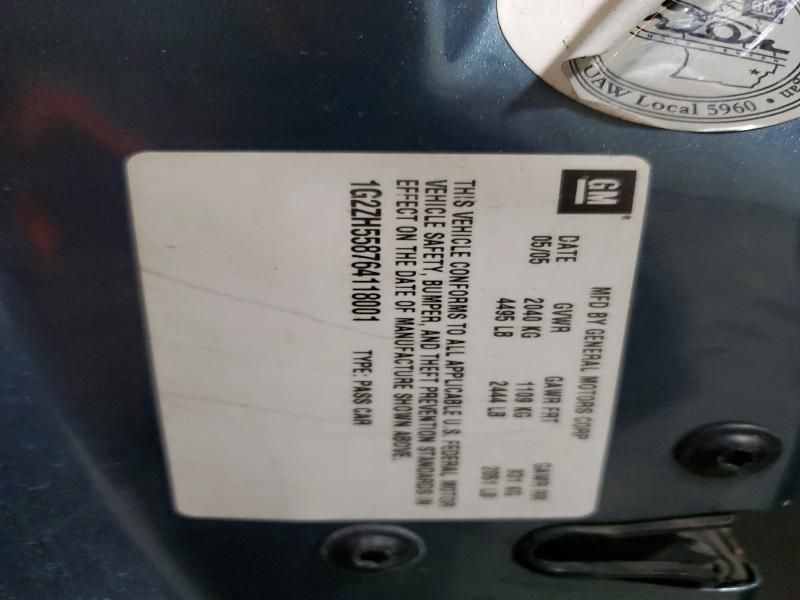 GM
MFD BY GENERAL MOTORS CORP
DATE GVWR GAWR FRT GAWR RR
05/05 2040 KG 1109 KG 931 KG
4495 LB 2444 LB 2051 LB
THIS VEHICLE CONFORMS TO ALL APPLICABLE U.S. FEDERAL MOTOR
VEHICLE SAFETY, BUMPER, AND THEFT PREVENTION STANDARDS IN
EFFECT ON THE DATE OF MANUFACTURE SHOWN ABOVE.
1G2ZH558764118001 TYPE: PASS CAR
UAW Local 5960